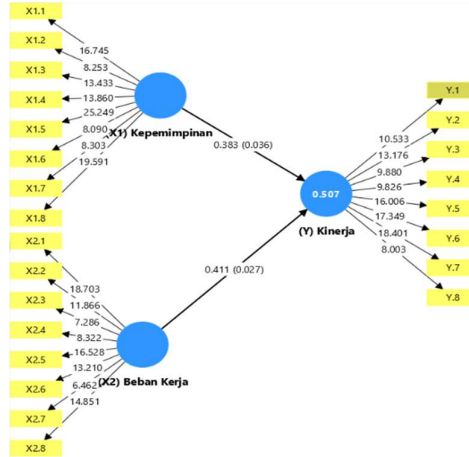 X1.1
X1.2
X1.3
X1.4
X1.5
X1.6
X1.7
X1.8
16.745
8.253
13.433
13.860
25.249
8.090
8.303
19.591
X1) Kepemimpinan
0.383 (0.036)
X2.1
X2.2
X2.3
X2.4
X2.5
X2.6
X2.7
X2.8
18.703
11.866
7.286
8.322
16.528
13.210
6.462
14.851
(X2) Beban Kerja
0.411 (0.027)
0.507
(Y) Kinerja
10.533
13.176
9.880
9.826
16.006
17.349
18.401
8.003
Y.1
Y.2
Y.3
Y.4
Y.5
Y.6
Y.7
Y.8